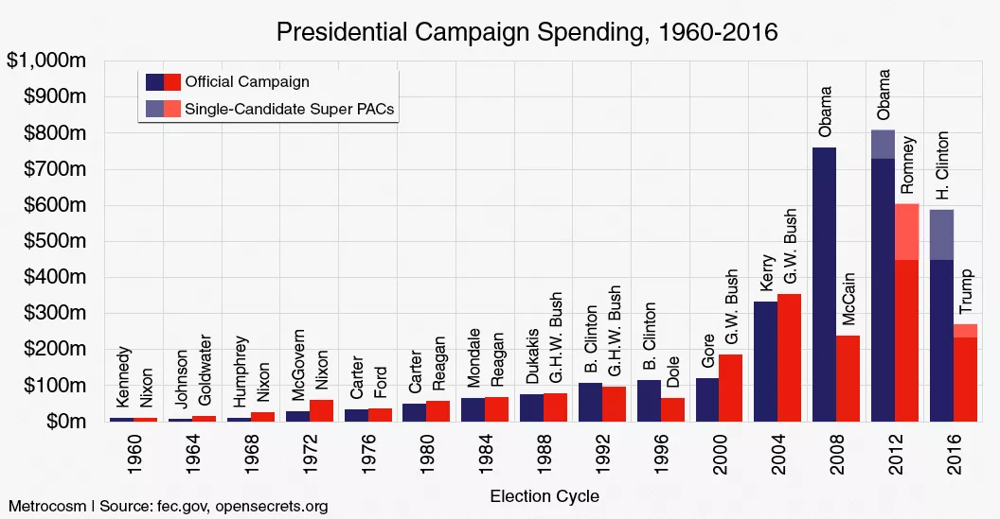 Presidential Campaign Spending, 1960-2016
$1,000m
$900m
$800m
$700m
$600m
$500m
$400m
$300m
$200m
$100m
$0m
Official Campaign
Single-Candidate Super PACs
Kennedy
Nixon
Johnson
Goldwater
Humphrey
Nixon
McGovern
Nixon
Carter
Ford
Carter
Reagan
Mondale
Reagan
Dukakis
G.H.W. Bush
B. Clinton
G.H.W. Bush
B. Clinton
Dole
Gore
G.W. Bush
Kerry
G.W. Bush
Obama
McCain
Obama
Romney
H. Clinton
Trump
1960
1964
1968
1972
1976
1980
1984
1988
1992
1996
2000
2004
2008
2012
2016
Election Cycle
Metrocosm | Source: fec.gov, opensecrets.org